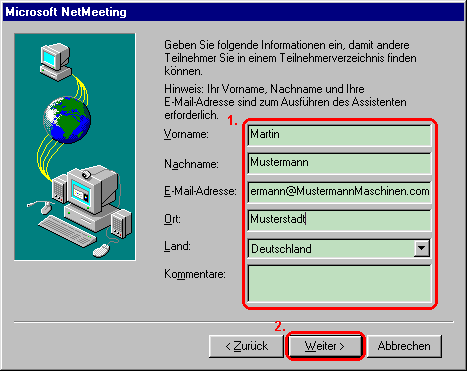 Microsoft NetMeeting
Geben Sie folgende Informationen ein, damit andere
Teilnehmer Sie in einem Teilnehmerverzeichnis finden
können.
Hinweis: Ihr Vorname, Nachname und Ihre
E-Mail-Adresse sind zum Ausführen des Assistenten
erforderlich.
1.
Vorname: Martin
Nachname: Mustermann
E-Mail-Adresse: ermann@MustermannMaschinen.com
Ort: Musterstadt
Land: Deutschland
Kommentare:
2.
< Zurück Weiter > Abbrechen